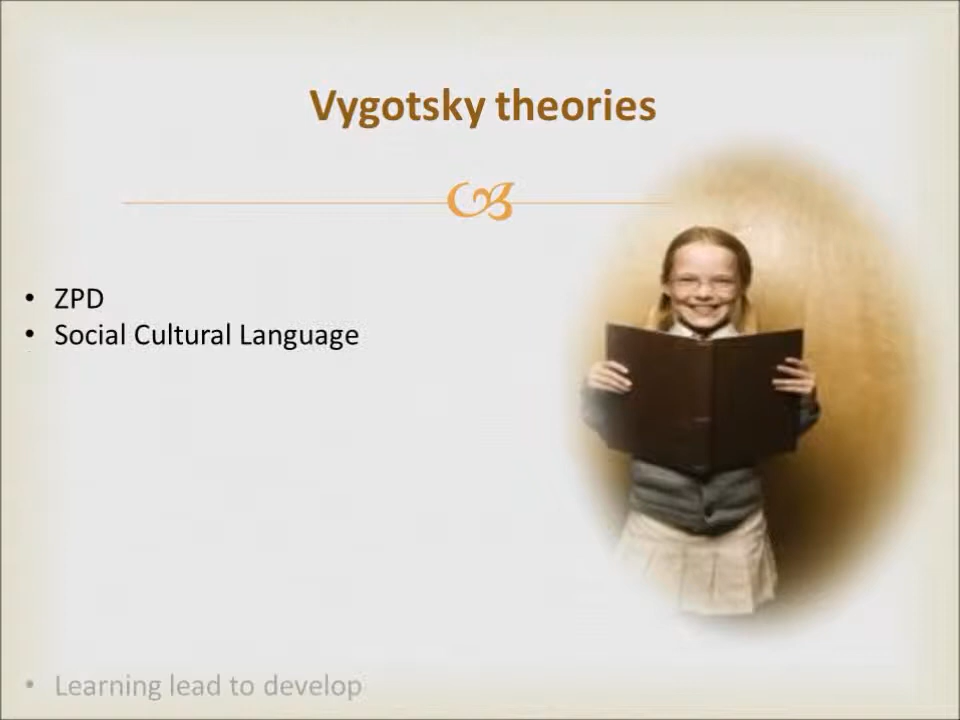 Vygotsky theories
• ZPD
• Social Cultural Language
• Learning lead to develop